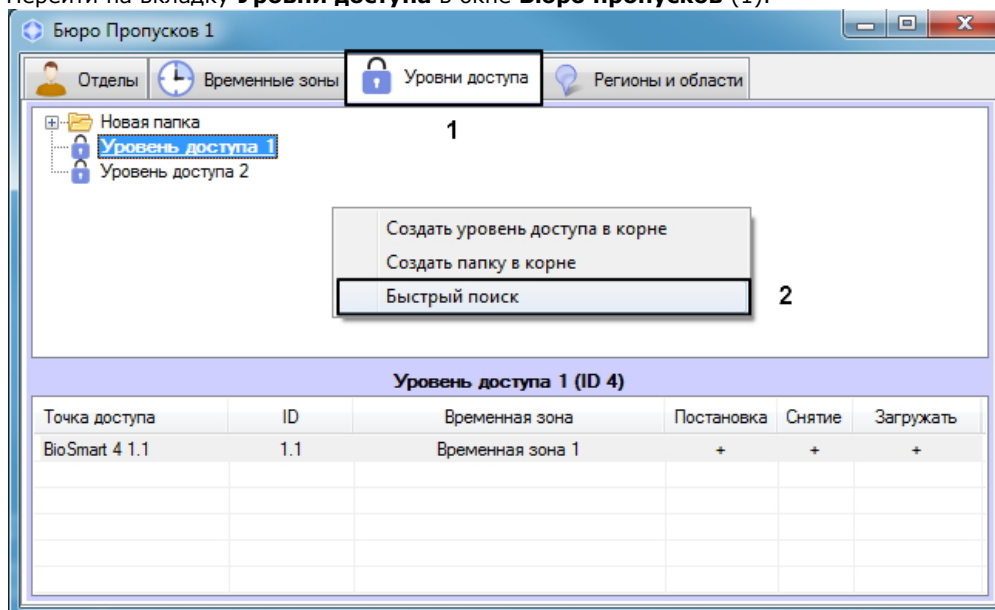 Перейти на вкладку Уровни доступа в окне Бюро пропусков (1).
Бюро Пропусков 1
Отделы Временные зоны Уровни доступа Регионы и области
1
Новая папка
Уровень доступа 1
Уровень доступа 2
Создать уровень доступа в корне
Создать папку в корне
Быстрый поиск 2
Уровень доступа 1 (ID 4)
Точка доступа ID Временная зона Постановка Снятие Загружать
BioSmart 4 1.1 1.1 Временная зона 1 + + +